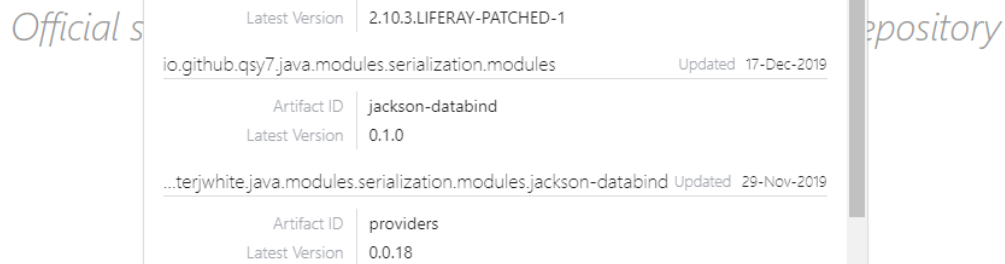 Official s
epository
Latest Version 2.10.3.LIFERAY-PATCHED-1
io.github.qsy7.java.modules.serialization.modules Updated 17-Dec-2019
Artifact ID jackson-databind
Latest Version 0.1.0
...terjwhite.java.modules.serialization.modules.jackson-databind Updated 29-Nov-2019
Artifact ID providers
Latest Version 0.0.18